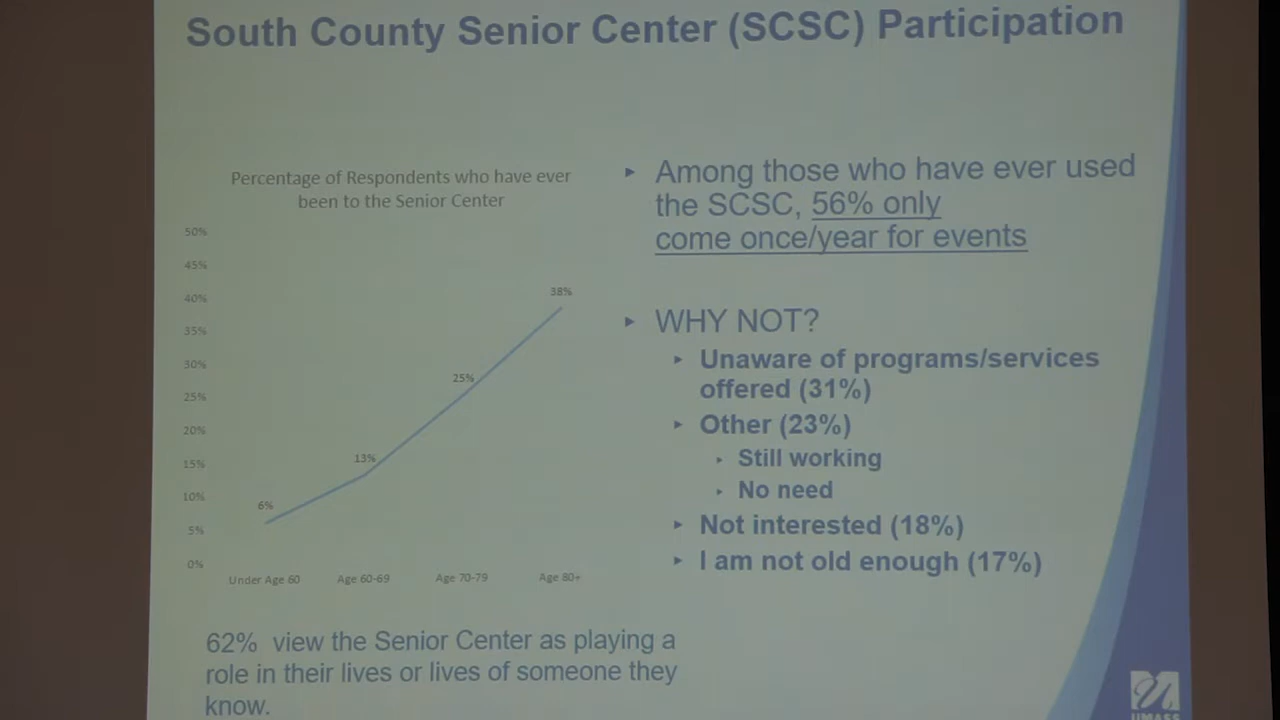 South County Senior Center (SCSC) Participation
Percentage of Respondents who have ever
been to the Senior Center
50%
45%
40%
35%
30%
25%
20%
15%
10%
5%
0%
6%
13%
25%
38%
Under Age 60
Age 60-69
Age 70-79
Age 80+
62% view the Senior Center as playing a
role in their lives or lives of someone they
know.
‣ Among those who have ever used
the SCSC, 56% only
come once/year for events
‣ WHY NOT?
‣ Unaware of programs/services
offered (31%)
‣ Other (23%)
‣ Still working
‣ No need
‣ Not interested (18%)
‣ I am not old enough (17%)
UMASS